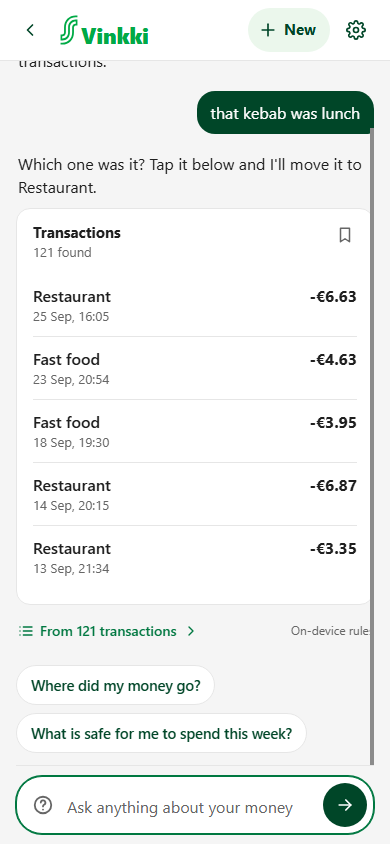 Vinkki
New
transactions.
that kebab was lunch
Which one was it? Tap it below and I'll move it to
Restaurant.
Transactions
121 found
Restaurant
-€6.63
25 Sep, 16:05
Fast food
-€4.63
23 Sep, 20:54
Fast food
-€3.95
18 Sep, 19:30
Restaurant
-€6.87
14 Sep, 20:15
Restaurant
-€3.35
13 Sep, 21:34
From 121 transactions
On-device rule
Where did my money go?
What is safe for me to spend this week?
Ask anything about your money